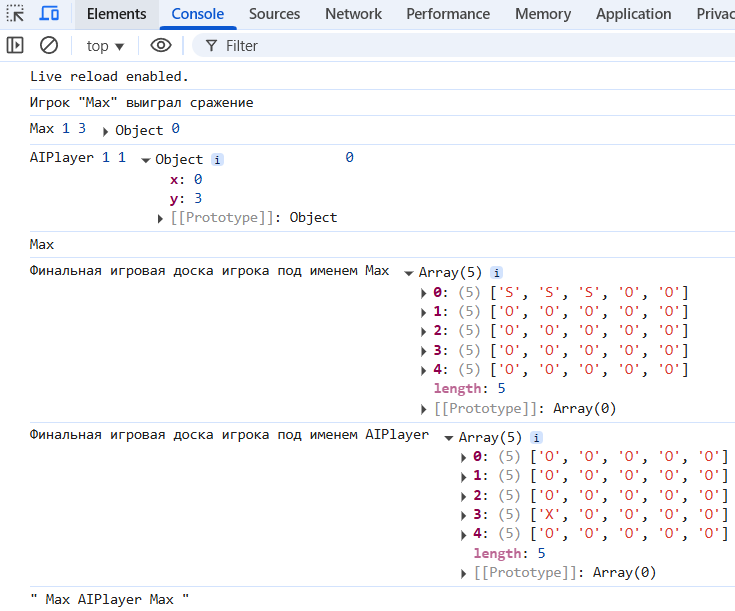 Elements Console Sources Network Performance Memory Application Privac
top Filter
Live reload enabled.
Игрок "Max" выиграл сражение
Max 1 3 Object 0
AIPlayer 1 1 Object i 0
x: 0
y: 3
[[Prototype]]: Object
Max
Финальная игровая доска игрока под именем Max Array(5) i
0: (5) ['S', 'S', 'S', 'O', 'O']
1: (5) ['O', 'O', 'O', 'O', 'O']
2: (5) ['O', 'O', 'O', 'O', 'O']
3: (5) ['O', 'O', 'O', 'O', 'O']
4: (5) ['O', 'O', 'O', 'O', 'O']
length: 5
[[Prototype]]: Array(0)
Финальная игровая доска игрока под именем AIPlayer Array(5) i
0: (5) ['O', 'O', 'O', 'O', 'O']
1: (5) ['O', 'O', 'O', 'O', 'O']
2: (5) ['O', 'O', 'O', 'O', 'O']
3: (5) ['X', 'O', 'O', 'O', 'O']
4: (5) ['O', 'O', 'O', 'O', 'O']
length: 5
[[Prototype]]: Array(0)
" Max AIPlayer Max "